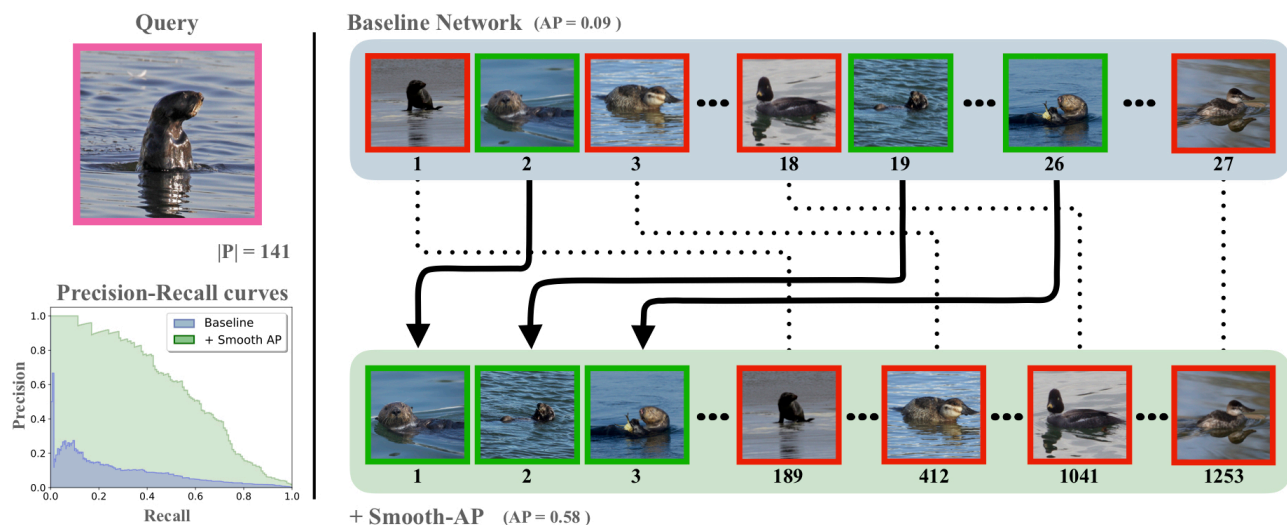 Query
|P| = 141
Precision-Recall curves
Baseline
+ Smooth AP
1.0
0.8
0.6
0.4
0.2
0.0
0.0 0.2 0.4 0.6 0.8 1.0
Precision
Recall
Baseline Network (AP = 0.09)
1 2 3 18 19 26 27
1 2 3 189 412 1041 1253
+ Smooth-AP (AP = 0.58)